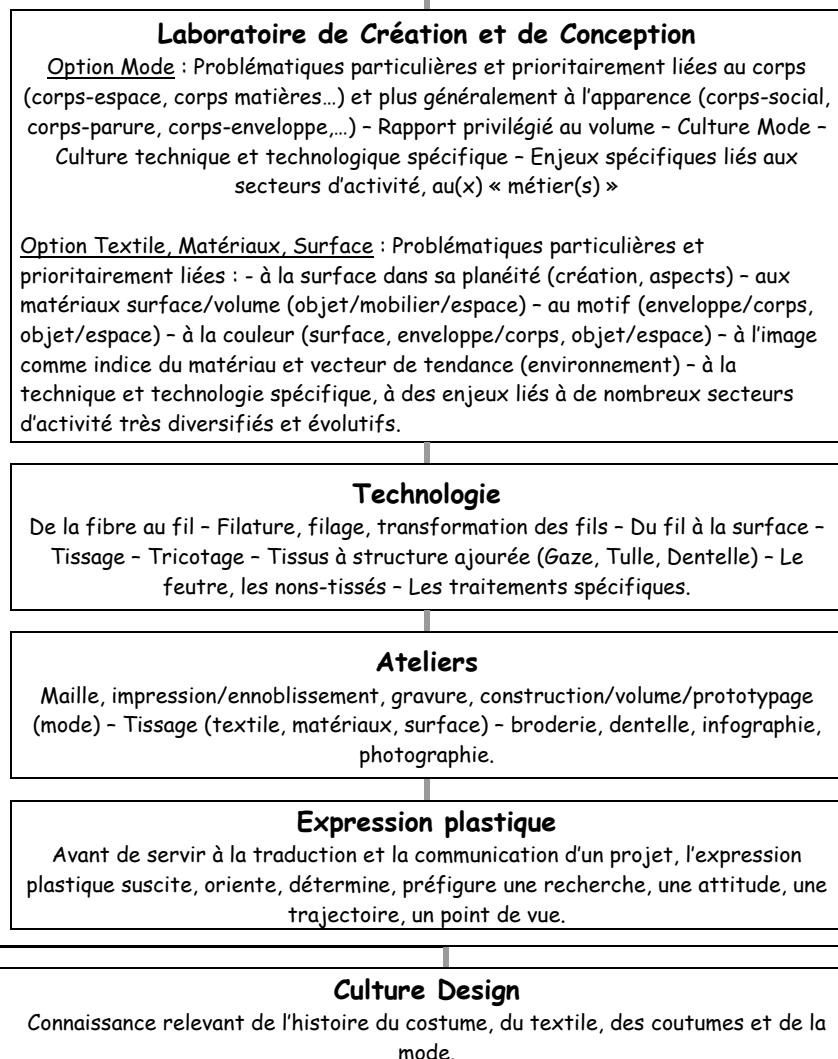 Laboratoire de Création et de Conception
Option Mode : Problématiques particulières et prioritairement liées au corps
(corps-espace, corps matières…) et plus généralement à l'apparence (corps-social,
corps-parure, corps-enveloppe,…) – Rapport privilégié au volume – Culture Mode –
Culture technique et technologique spécifique – Enjeux spécifiques liés aux
secteurs d'activité, au(x) « métier(s) »
Option Textile, Matériaux, Surface : Problématiques particulières et
prioritairement liées : - à la surface dans sa planéité (création, aspects) – aux
matériaux surface/volume (objet/mobilier/espace) – au motif (enveloppe/corps,
objet/espace) – à la couleur (surface, enveloppe/corps, objet/espace) – à l'image
comme indice du matériau et vecteur de tendance (environnement) – à la
technique et technologie spécifique, à des enjeux liés à de nombreux secteurs
d'activité très diversifiés et évolutifs.
Technologie
De la fibre au fil – Filature, filage, transformation des fils – Du fil à la surface –
Tissage – Tricotage – Tissus à structure ajourée (Gaze, Tulle, Dentelle) – Le
feutre, les nons-tissés – Les traitements spécifiques.
Ateliers
Maille, impression/ennoblissement, gravure, construction/volume/prototypage
(mode) – Tissage (textile, matériaux, surface) – broderie, dentelle, infographie,
photographie.
Expression plastique
Avant de servir à la traduction et la communication d'un projet, l'expression
plastique suscite, oriente, détermine, préfigure une recherche, une attitude, une
trajectoire, un point de vue.
Culture Design
Connaissance relevant de l'histoire du costume, du textile, des coutumes et de la
mode.